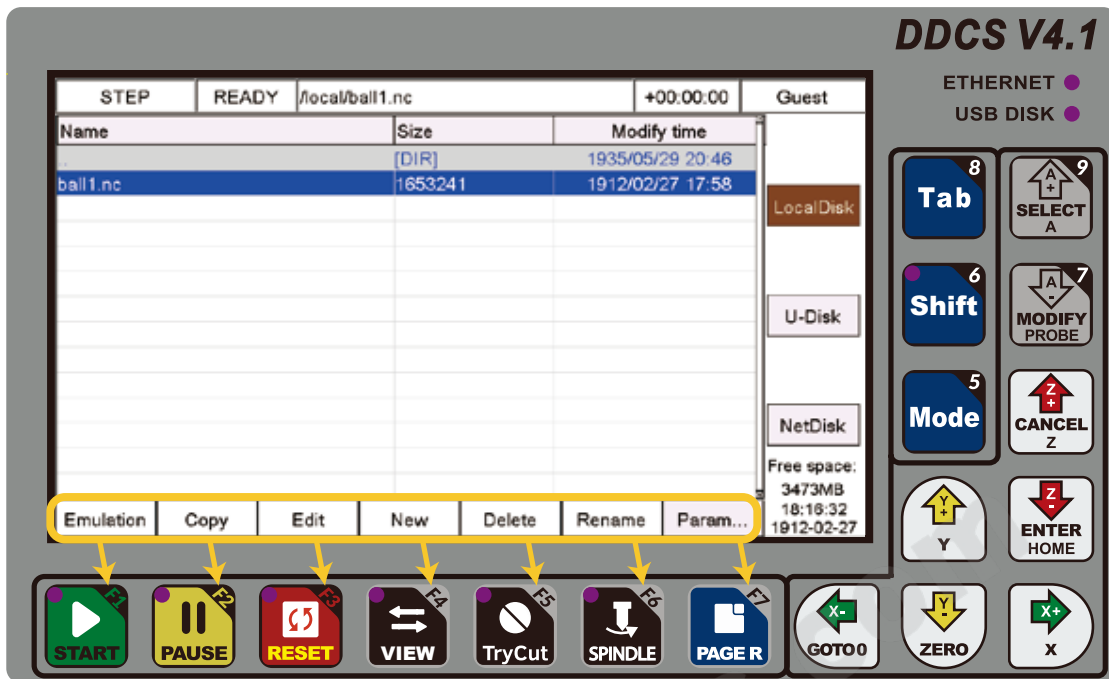 DDCS V4.1
ETHERNET
USB DISK
STEP READY /local/ball1.nc +00:00:00 Guest
Name Size Modify time
.. [DIR] 1935/05/29 20:46
ball1.nc 1653241 1912/02/27 17:58
LocalDisk
U-Disk
NetDisk
Free space:
3473MB
18:16:32
1912-02-27
Emulation Copy Edit New Delete Rename Param...
8
Tab
9
A
+
SELECT
A
6
Shift
7
A
-
MODIFY
PROBE
5
Mode
Z
+
CANCEL
Z
Y
+
Y
Z
-
ENTER
HOME
F1
START
F2
PAUSE
F3
RESET
F4
VIEW
F5
TryCut
F6
SPINDLE
F7
PAGE R
X-
GOTO0
Y
-
ZERO
X+
X